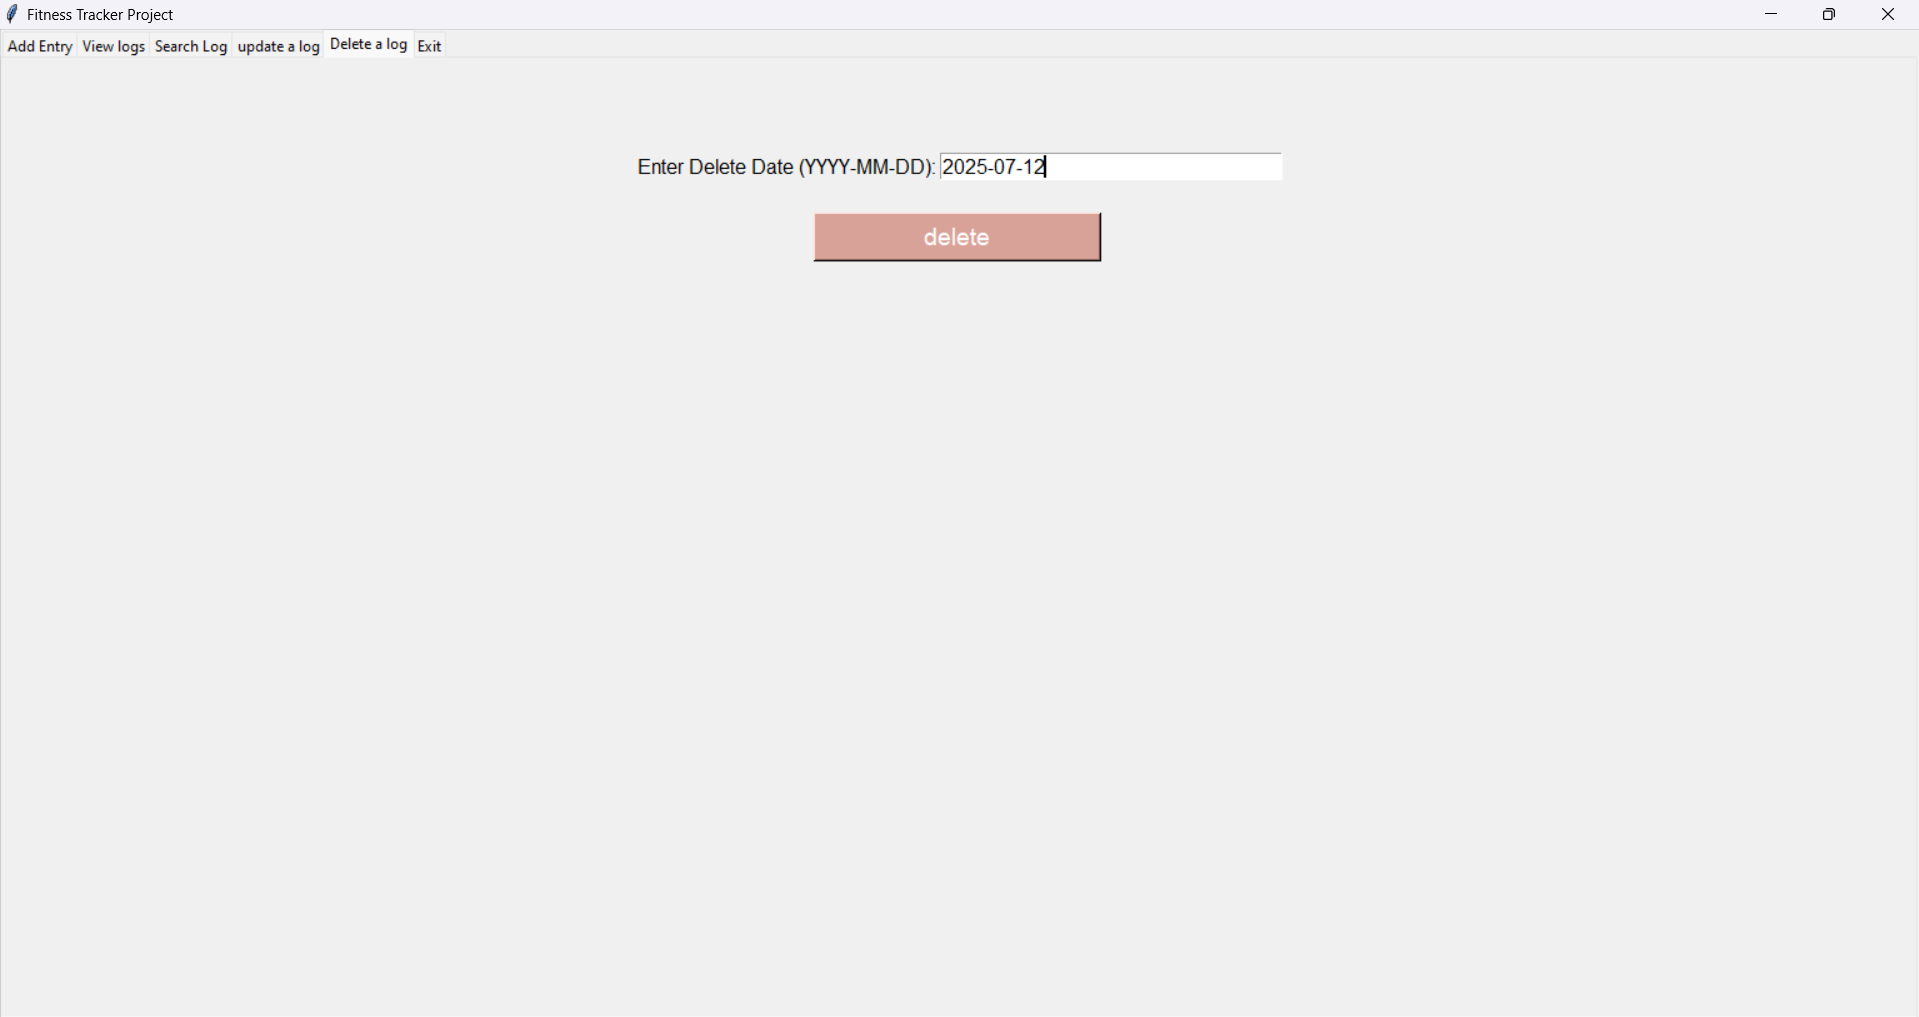 Fitness Tracker Project
Add Entry View logs Search Log update a log Delete a log Exit
Enter Delete Date (YYYY-MM-DD): 2025-07-12
delete